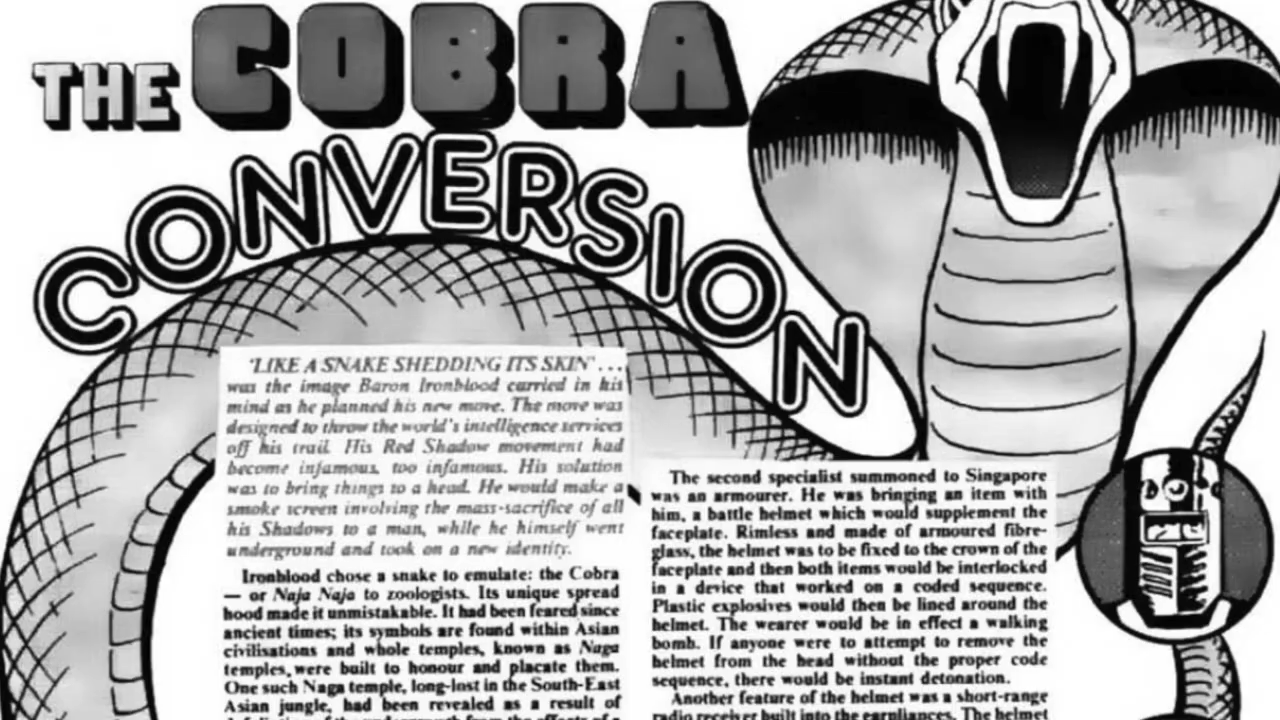 THE COBRA
CONVERSION
'LIKE A SNAKE SHEDDING ITS SKIN' . . .
was the image Baron Ironblood carried in his
mind as he planned his new move. The move was
designed to throw the world's intelligence services
off his trail. His Red Shadow movement had
become infamous, too infamous. His solution
was to bring things to a head. He would make a
smoke screen involving the mass-sacrifice of all
his Shadows to a man, while he himself went
underground and took on a new identity.
Ironblood chose a snake to emulate: the Cobra
— or Naja Naja to zoologists. Its unique spread
hood made it unmistakable. It had been feared since
ancient times; its symbols are found within Asian
civilisations and whole temples, known as Naga
temples, were built to honour and placate them.
One such Naga temple, long-lost in the South-East
Asian jungle, had been revealed as a result of
The second specialist summoned to Singapore
was an armourer. He was bringing an item with
him, a battle helmet which would supplement the
faceplate. Rimless and made of armoured fibre-
glass, the helmet was to be fixed to the crown of the
faceplate and then both items would be interlocked
in a device that worked on a coded sequence.
Plastic explosives would then be lined around the
helmet. The wearer would be in effect a walking
bomb. If anyone were to attempt to remove the
helmet from the head without the proper code
sequence, there would be instant detonation.
Another feature of the helmet was a short-range
radio receiver built into the earpliances. The helmet